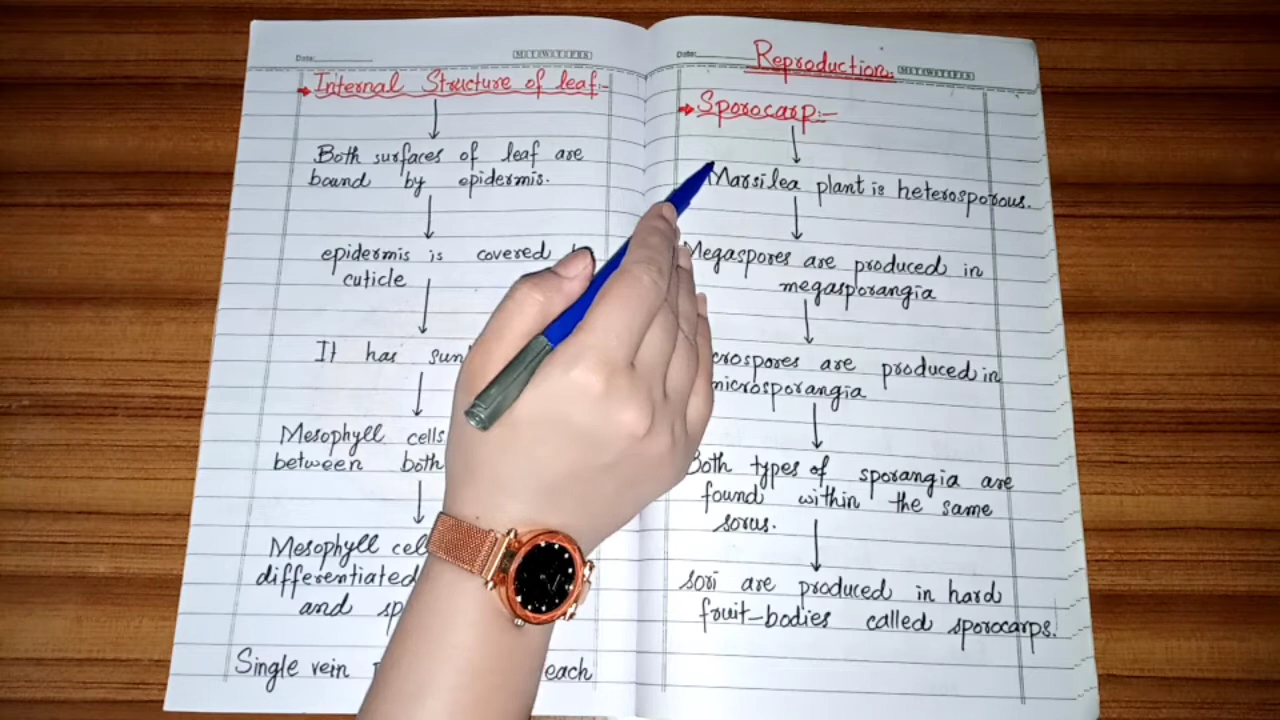 Date:
M T W T F S S
Internal Structure of leaf:-
Both surfaces of leaf are
bound by epidermis.
epidermis is covered
cuticle
It has
Mesophyll cells
between both
Mesophyll
differentiated
and
Single vein
each
Date:
Reproduction.
M T W T F S S
Sporocarp:-
Marsilea plant is heterosporous.
Megaspores are produced in
megasporangia
are produced in
microsporangia
Both types of sporangia are
found within the same
sorus.
sori are produced in hard
fruit-bodies called sporocarps.